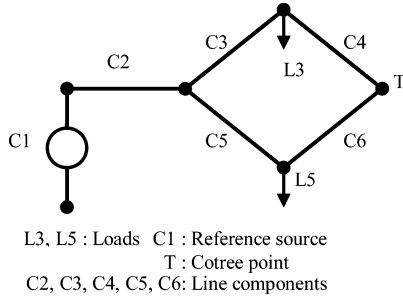 C3
C4
C2
L3
T
C1
C5
C6
L5
L3, L5 : Loads C1 : Reference source
T : Cotree point
C2, C3, C4, C5, C6: Line components